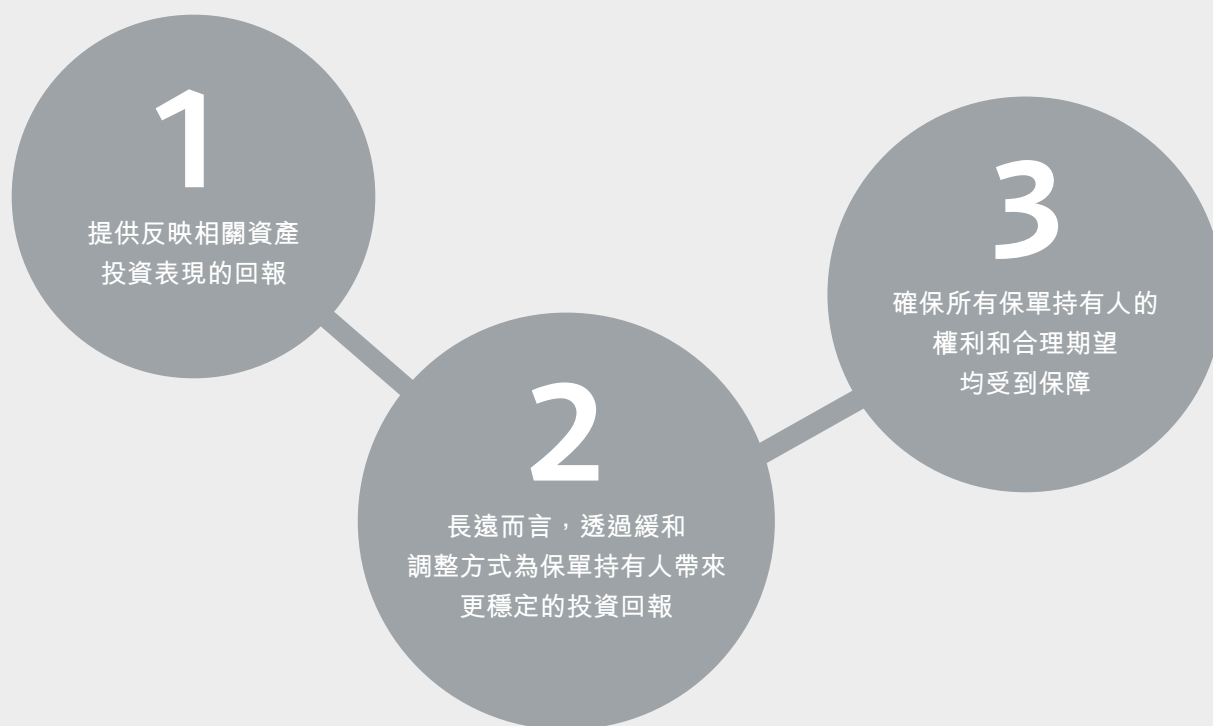 1
提供反映相關資產
投資表現的回報
2
長遠而言，透過緩和
調整方式為保單持有人帶來
更穩定的投資回報
3
確保所有保單持有人的
權利和合理期望
均受到保障